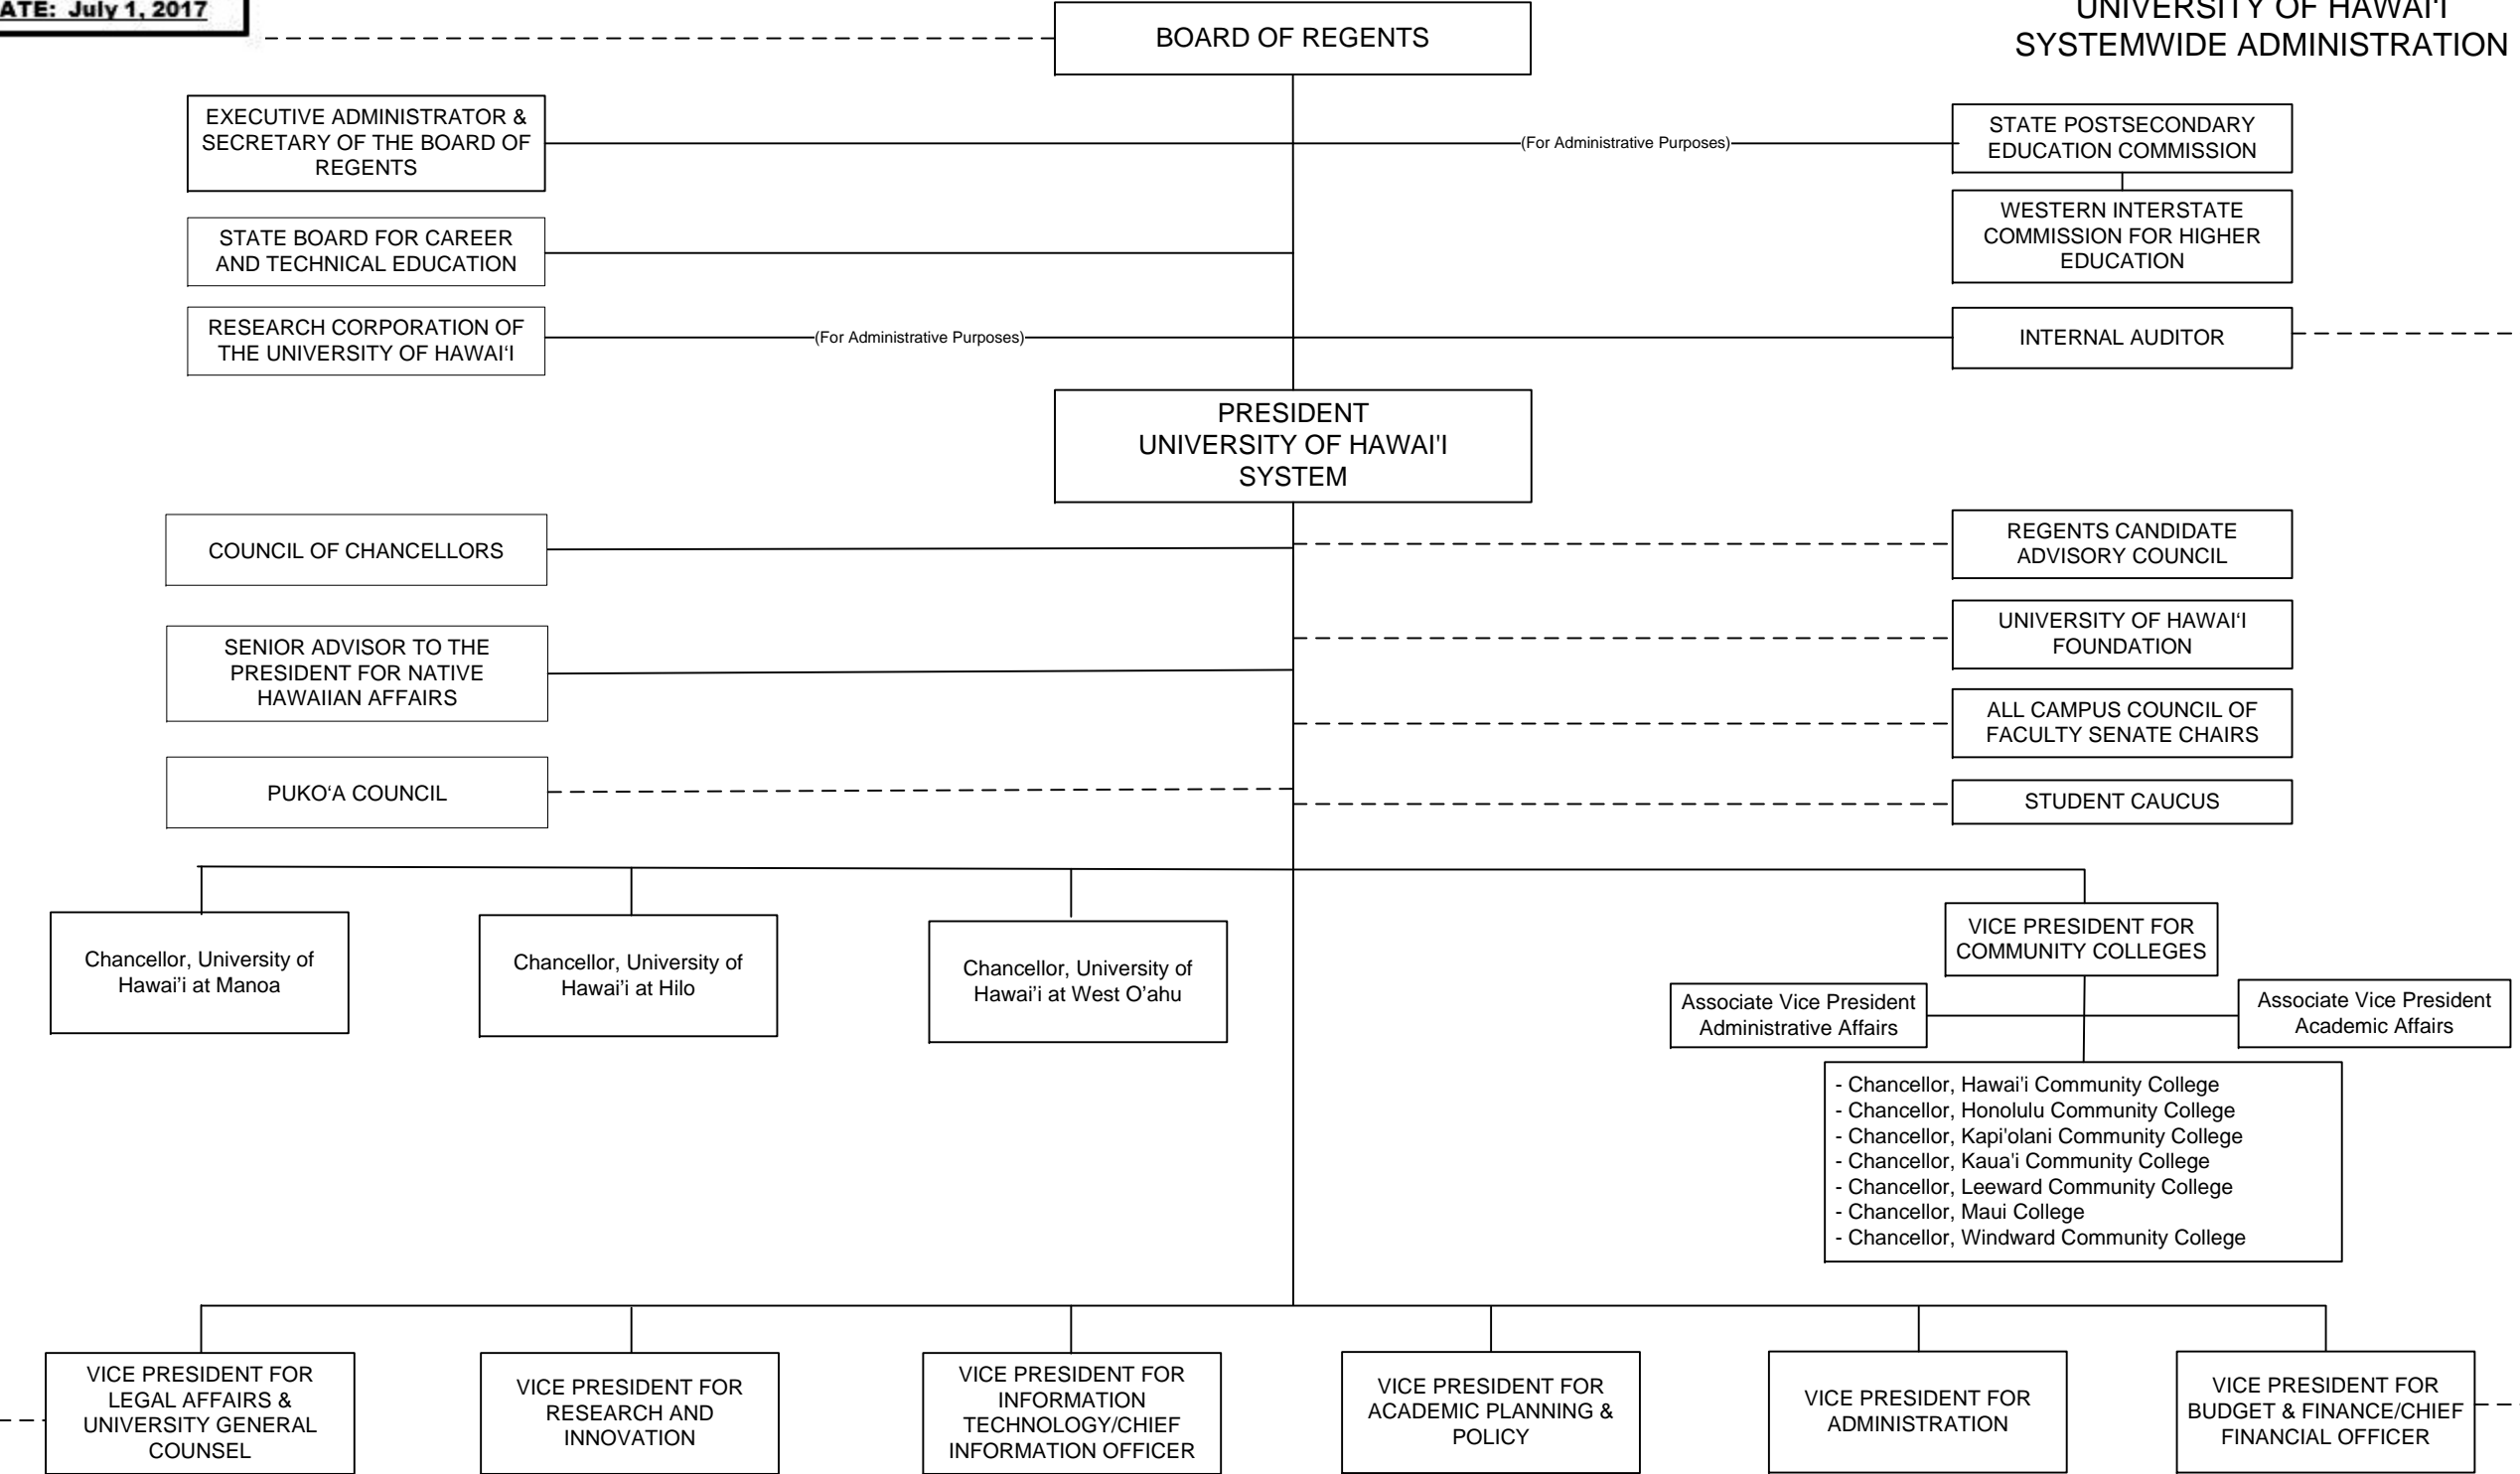 ATE: July 1, 2017
UNIVERSITY OF HAWAI'I
SYSTEMWIDE ADMINISTRATION
BOARD OF REGENTS
EXECUTIVE ADMINISTRATOR &
SECRETARY OF THE BOARD OF
REGENTS
(For Administrative Purposes)
STATE POSTSECONDARY
EDUCATION COMMISSION
WESTERN INTERSTATE
COMMISSION FOR HIGHER
EDUCATION
STATE BOARD FOR CAREER
AND TECHNICAL EDUCATION
RESEARCH CORPORATION OF
THE UNIVERSITY OF HAWAI‘I
(For Administrative Purposes)
INTERNAL AUDITOR
PRESIDENT
UNIVERSITY OF HAWAI'I
SYSTEM
COUNCIL OF CHANCELLORS
REGENTS CANDIDATE
ADVISORY COUNCIL
SENIOR ADVISOR TO THE
PRESIDENT FOR NATIVE
HAWAIIAN AFFAIRS
UNIVERSITY OF HAWAI‘I
FOUNDATION
ALL CAMPUS COUNCIL OF
FACULTY SENATE CHAIRS
PUKO‘A COUNCIL
STUDENT CAUCUS
Chancellor, University of
Hawai’i at Manoa
Chancellor, University of
Hawai’i at Hilo
Chancellor, University of
Hawai’i at West O’ahu
VICE PRESIDENT FOR
COMMUNITY COLLEGES
Associate Vice President
Administrative Affairs
Associate Vice President
Academic Affairs
- Chancellor, Hawai'i Community College
- Chancellor, Honolulu Community College
- Chancellor, Kapi'olani Community College
- Chancellor, Kaua'i Community College
- Chancellor, Leeward Community College
- Chancellor, Maui College
- Chancellor, Windward Community College
VICE PRESIDENT FOR
LEGAL AFFAIRS &
UNIVERSITY GENERAL
COUNSEL
VICE PRESIDENT FOR
RESEARCH AND
INNOVATION
VICE PRESIDENT FOR
INFORMATION
TECHNOLOGY/CHIEF
INFORMATION OFFICER
VICE PRESIDENT FOR
ACADEMIC PLANNING &
POLICY
VICE PRESIDENT FOR
ADMINISTRATION
VICE PRESIDENT FOR
BUDGET & FINANCE/CHIEF
FINANCIAL OFFICER